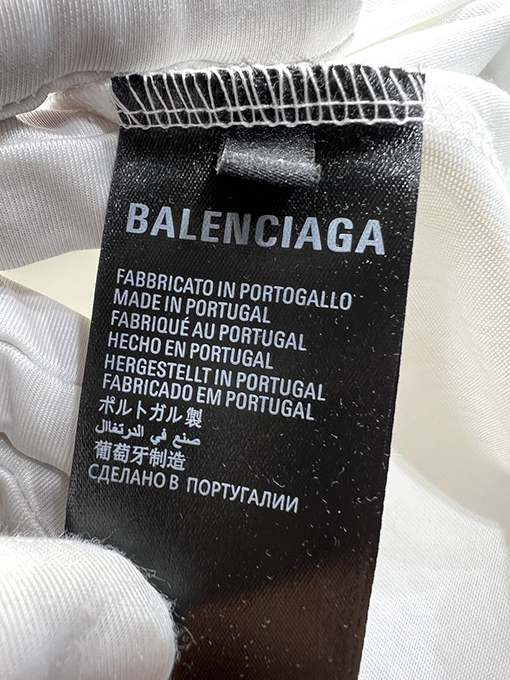 BALENCIAGA
FABBRICATO IN PORTOGALLO
MADE IN PORTUGAL
FABRIQUÉ AU PORTUGAL
HECHO EN PORTUGAL
HERGESTELLT IN PORTUGAL
FABRICADO EM PORTUGAL
ポルトガル製
صنع في الدرتغاال
葡萄牙制造
СДЕЛАНО В ПОРТУГАЛИИ